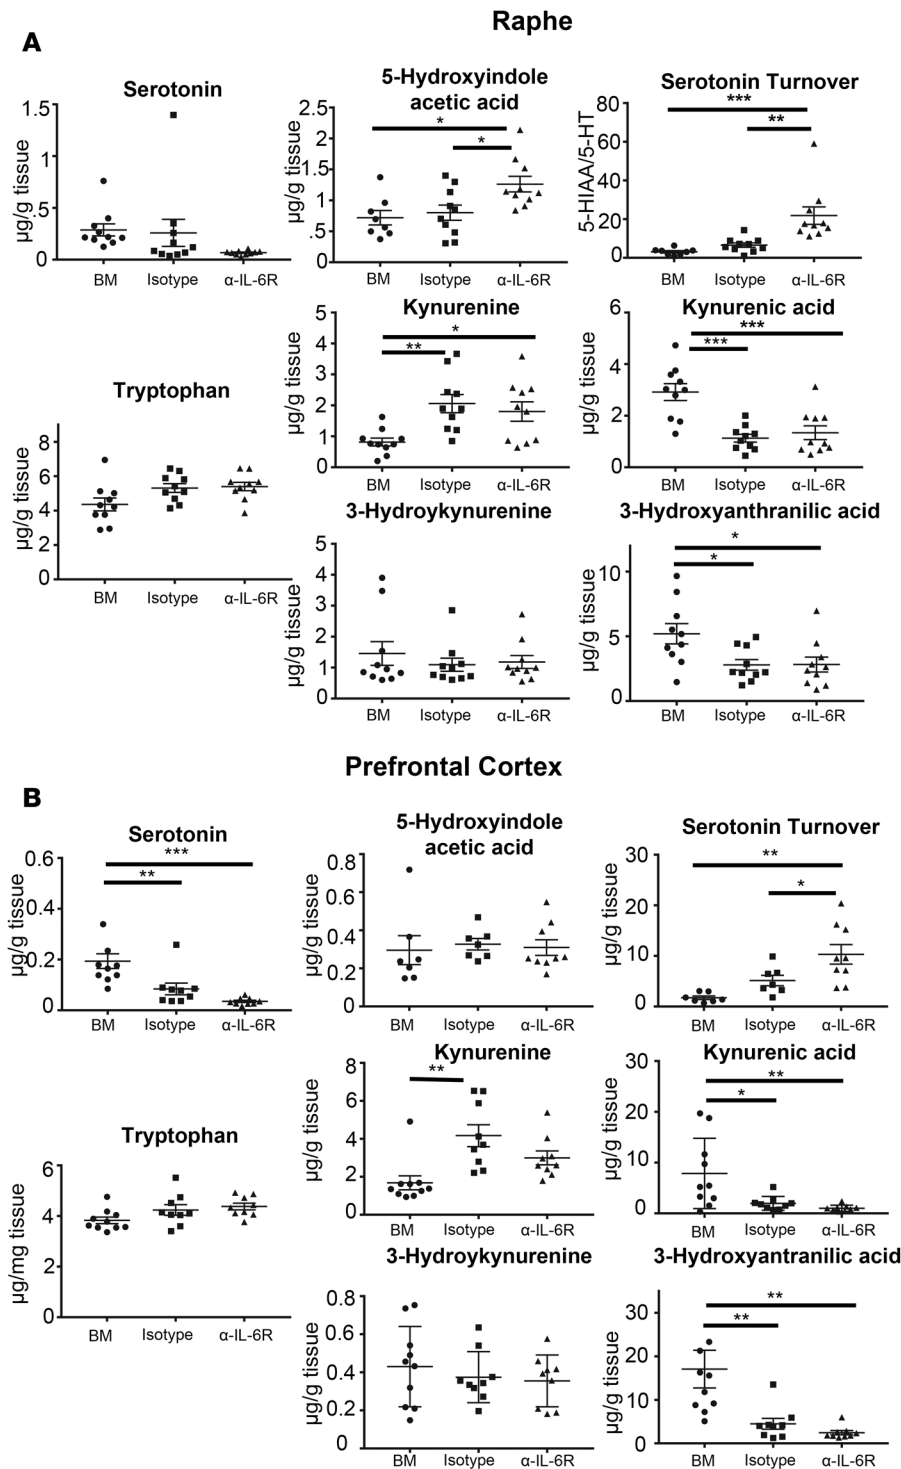 Raphe
A
Serotonin
1.5
1
.5
0
µg/g tissue
BM Isotype α-IL-6R
5-Hydroxyindole
acetic acid
2.5
2
1.5
1
.5
0
µg/g tissue
*
*
BM Isotype α-IL-6R
Serotonin Turnover
80
60
40
20
0
5-HIAA/5-HT
***
**
BM Isotype α-IL-6R
Tryptophan
8
6
4
2
0
µg/g tissue
BM Isotype α-IL-6R
Kynurenine
5
4
3
2
1
0
µg/g tissue
*
**
Kynurenic acid
6
4
2
0
µg/g tissue
***
***
3-Hydroykynurenine
5
4
3
2
1
0
µg/g tissue
BM Isotype α-IL-6R
3-Hydroxyanthranilic acid
10
5
0
µg/g tissue
*
*
BM Isotype α-IL-6R
Prefrontal Cortex
B
Serotonin
0.6
0.4
0.2
0
µg/g tissue
***
**
BM Isotype α-IL-6R
5-Hydroxyindole
acetic acid
0.8
0.6
0.4
0.2
0
µg/g tissue
BM Isotype α-IL-6R
Serotonin Turnover
30
20
10
0
µg/g tissue
**
*
BM Isotype α-IL-6R
Tryptophan
6
4
2
0
µg/mg tissue
BM Isotype α-IL-6R
Kynurenine
8
6
4
2
0
µg/g tissue
**
BM Isotype α-IL-6R
Kynurenic acid
30
20
10
0
µg/g tissue
**
*
BM Isotype α-IL-6R
3-Hydroykynurenine
0.8
0.6
0.4
0.2
0
µg/g tissue
BM Isotype α-IL-6R
3-Hydroxyantranilic acid
30
20
10
0
µg/g tissue
**
**
BM Isotype α-IL-6R